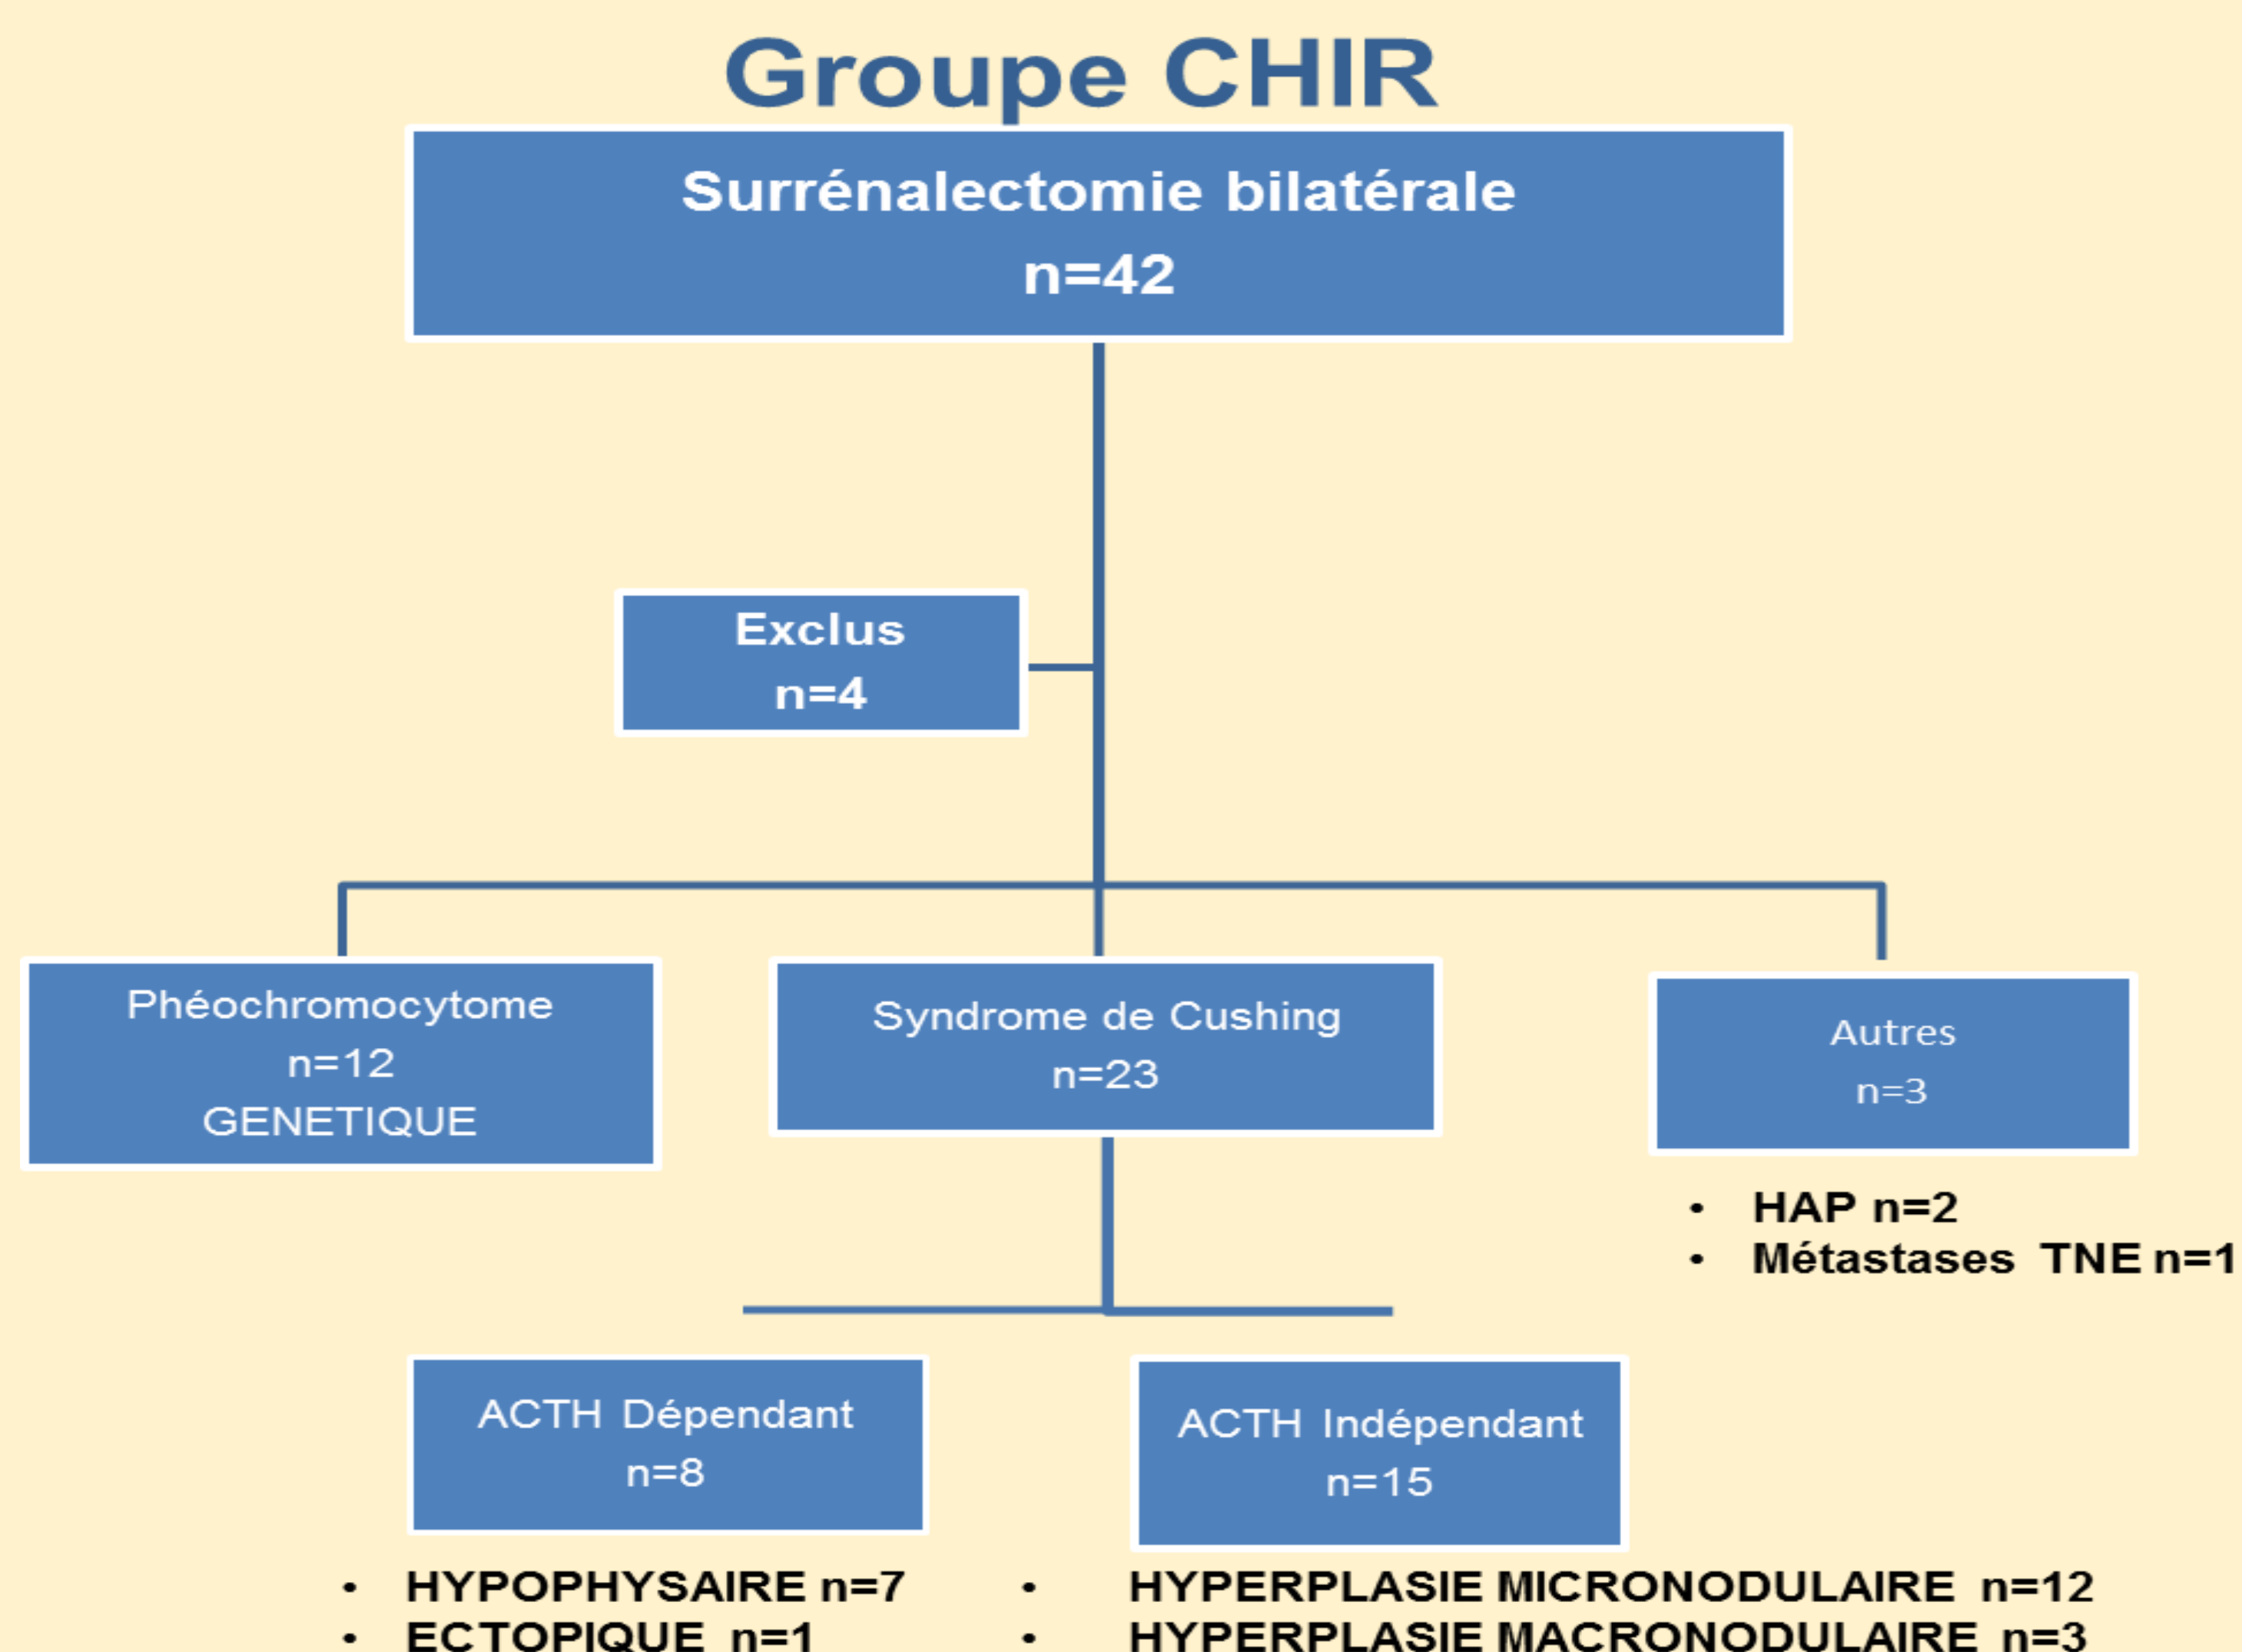 Groupe CHIR
Surrénalectomie bilatérale
n=42
Exclus
n=4
Phéochromocytome
n=12
GENETIQUE
Syndrome de Cushing
n=23
Autres
n=3
• HAP n=2
• Métastases TNE n=1
ACTH Dépendant
n=8
• HYPOPHYSAIRE n=7
• ECTOPIQUE n=1
ACTH Indépendant
n=15
• HYPERPLASIE MICRONODULAIRE n=12
• HYPERPLASIE MACRONODULAIRE n=3